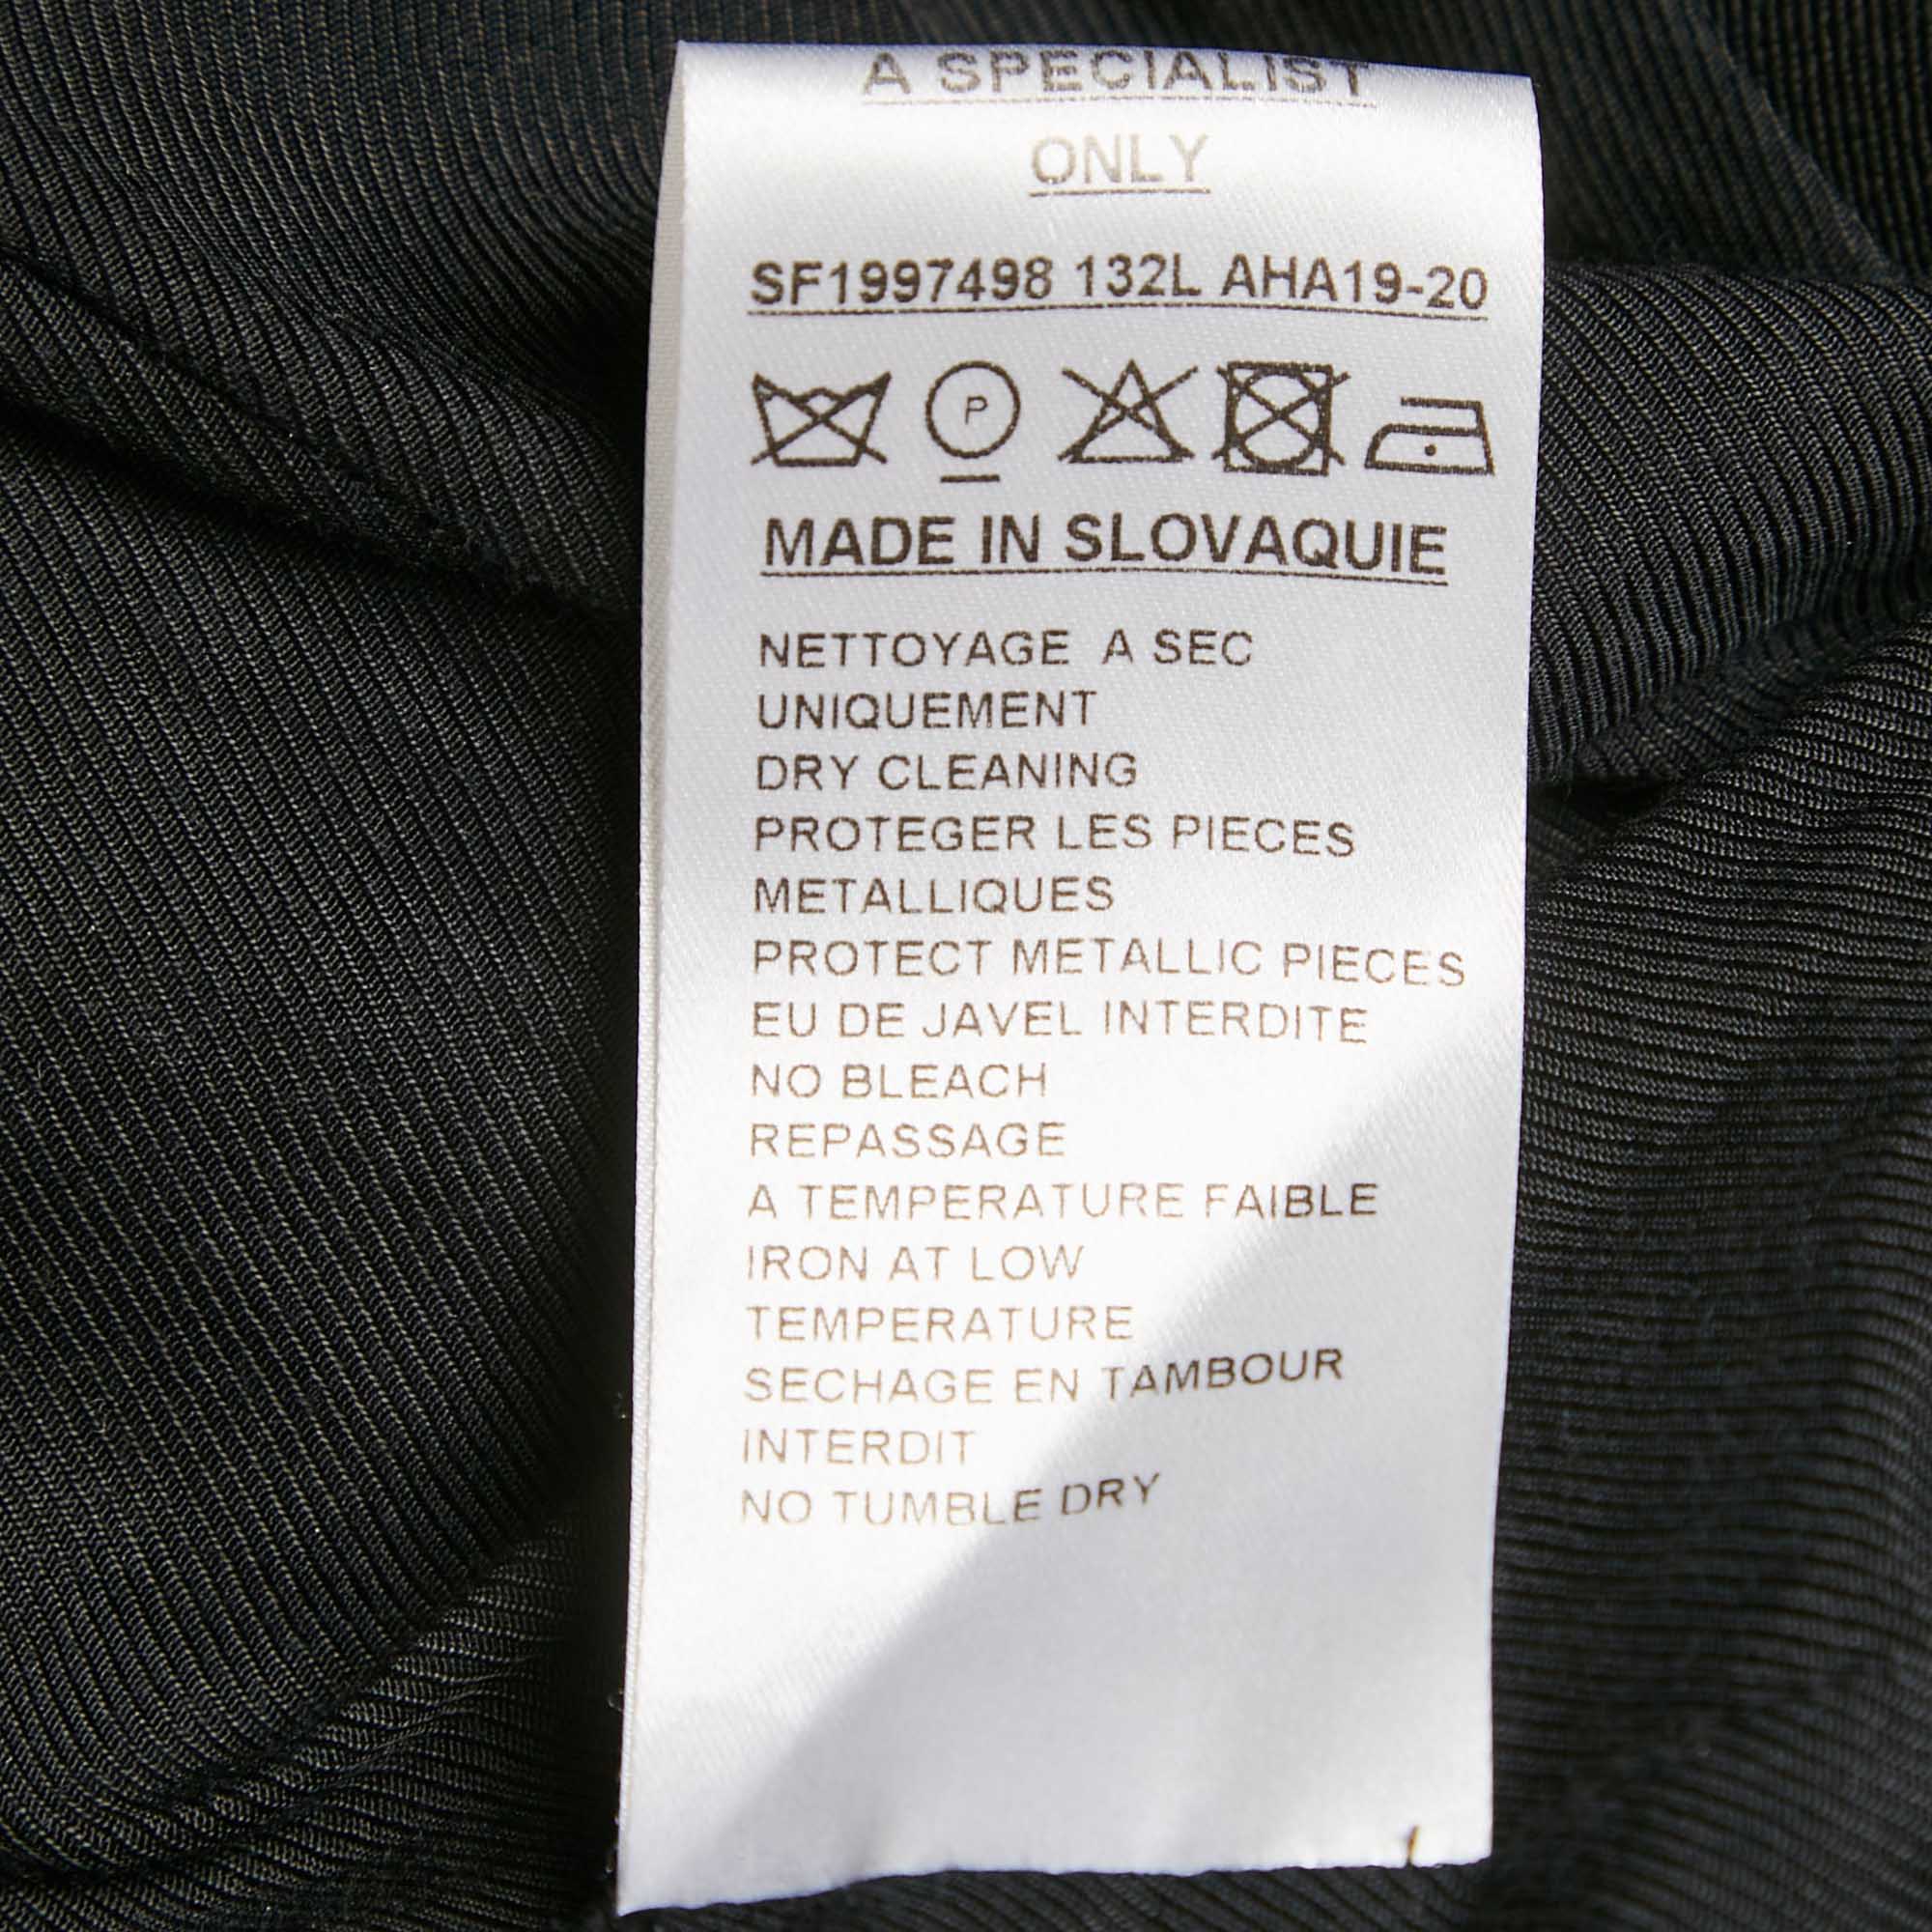 A SPECIALIST
ONLY
SF1997498 132L AHA19-20
P
MADE IN SLOVAQUIE
NETTOYAGE A SEC
UNIQUEMENT
DRY CLEANING
PROTEGER LES PIECES
METALLIQUES
PROTECT METALLIC PIECES
EU DE JAVEL INTERDITE
NO BLEACH
REPASSAGE
A TEMPERATURE FAIBLE
IRON AT LOW
TEMPERATURE
SECHAGE EN TAMBOUR
INTERDIT
NO TUMBLE DRY